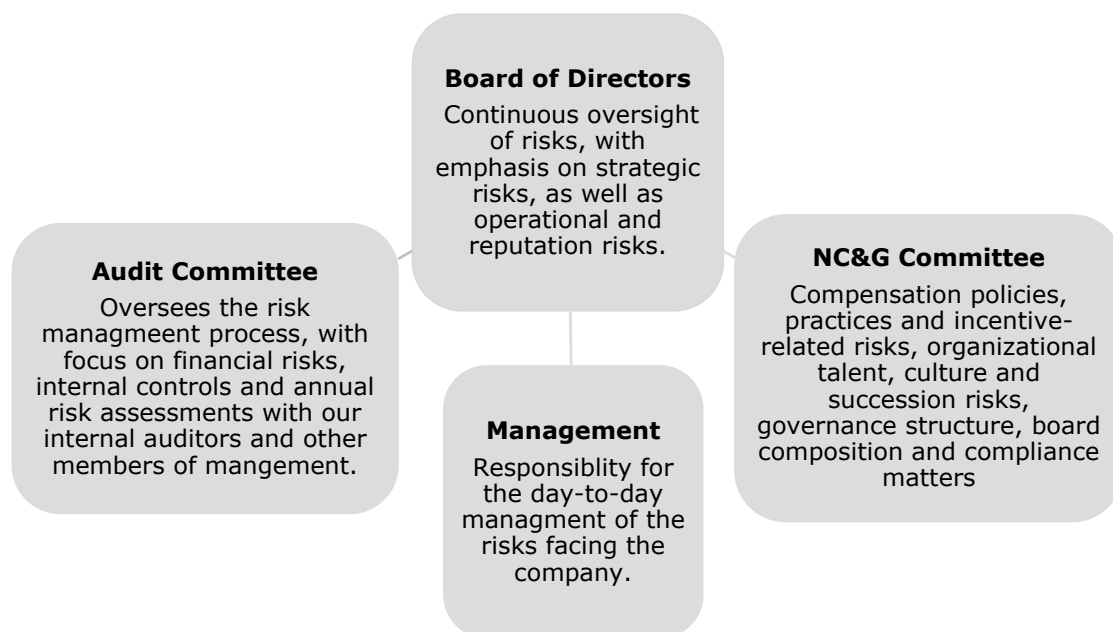 Board of Directors
Continuous oversight
of risks, with
emphasis on strategic
risks, as well as
operational and
reputation risks.
Audit Committee
Oversees the risk
managmeent process, with
focus on financial risks,
internal controls and annual
risk assessments with our
internal auditors and other
members of mangement.
NC&G Committee
Compensation policies,
practices and incentive-
related risks, organizational
talent, culture and
succession risks,
governance structure, board
composition and compliance
matters
Management
Responsiblity for
the day-to-day
managment of the
risks facing the
company.